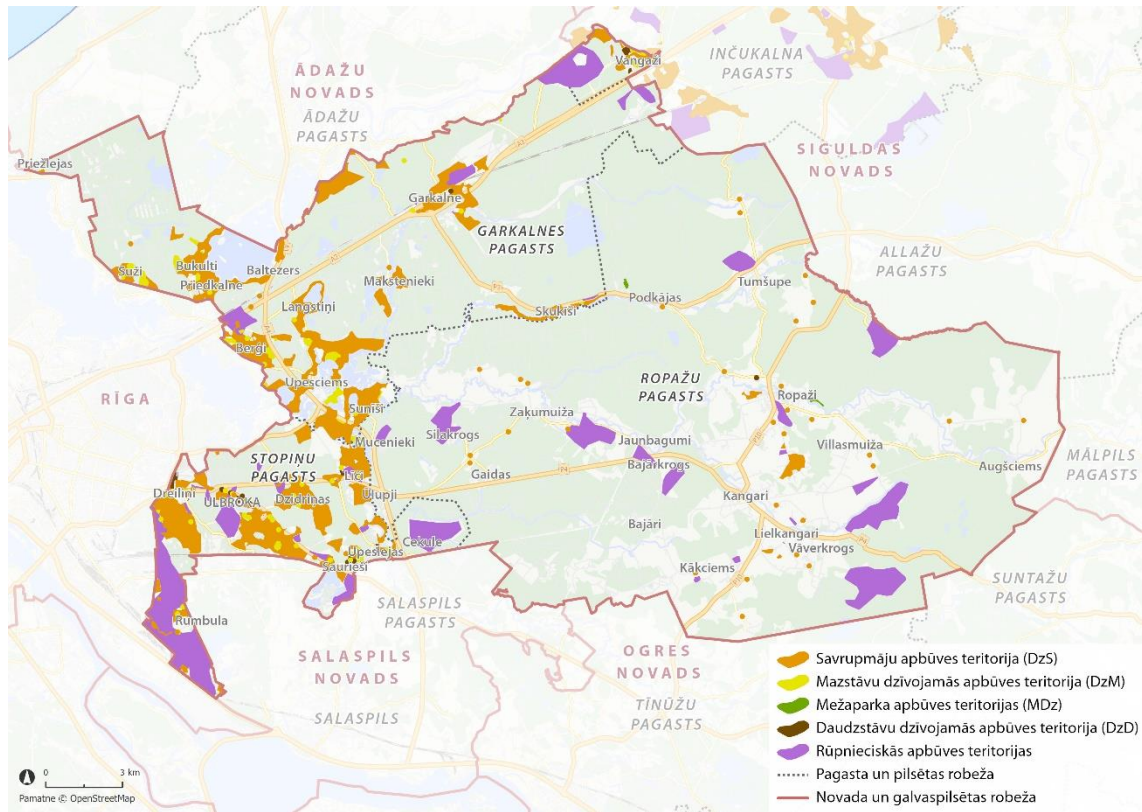 INČUKALNA
PAGASTS
Vangaži
ĀDAŽU
NOVADS
ĀDAŽU
PAGASTS
SIGULDAS
NOVADS
Priežlejas
Garkalne
GARKALNES
PAGASTS
ALLAŽU
PAGASTS
Suži
Bukulti
Priedkalne
Baltezers
Makstenieki
Tumšupe
Langstiņi
Skuķīši
Podkājas
Berģi
Upesciems
RĪGA
ROPAŽU
PAGASTS
Ropaži
Sunīši
Zaķumuiža
Mucenieki
Silakrogs
Jaunbagumi
Villasmuiža
STOPIŅU
PAGASTS
Bajārkrogs
Augšciems
MĀLPILS
PAGASTS
Līči
Gaidas
Dreiliņi
ULBROKA
Dzidriņas
Uļupji
Kangari
Bajāri
Cekule
Lielkangari
Vāverkrogs
Upeslejas
Saurieši
Kākciems
SUNTAŽU
PAGASTS
Rumbula
SALASPILS
PAGASTS
SALASPILS
NOVADS
OGRES
NOVADS
TĪNŪŽU
PAGASTS
SALASPILS
Savrupmāju apbūves teritorija (DzS)
Mazstāvu dzīvojamās apbūves teritorija (DzM)
Mežaparka apbūves teritorijas (MDz)
Daudzstāvu dzīvojamās apbūves teritorija (DzD)
Rūpnieciskās apbūves teritorijas
Pagasta un pilsētas robeža
Novada un galvaspilsētas robeža
0 3 km
Pamatne © OpenStreetMap